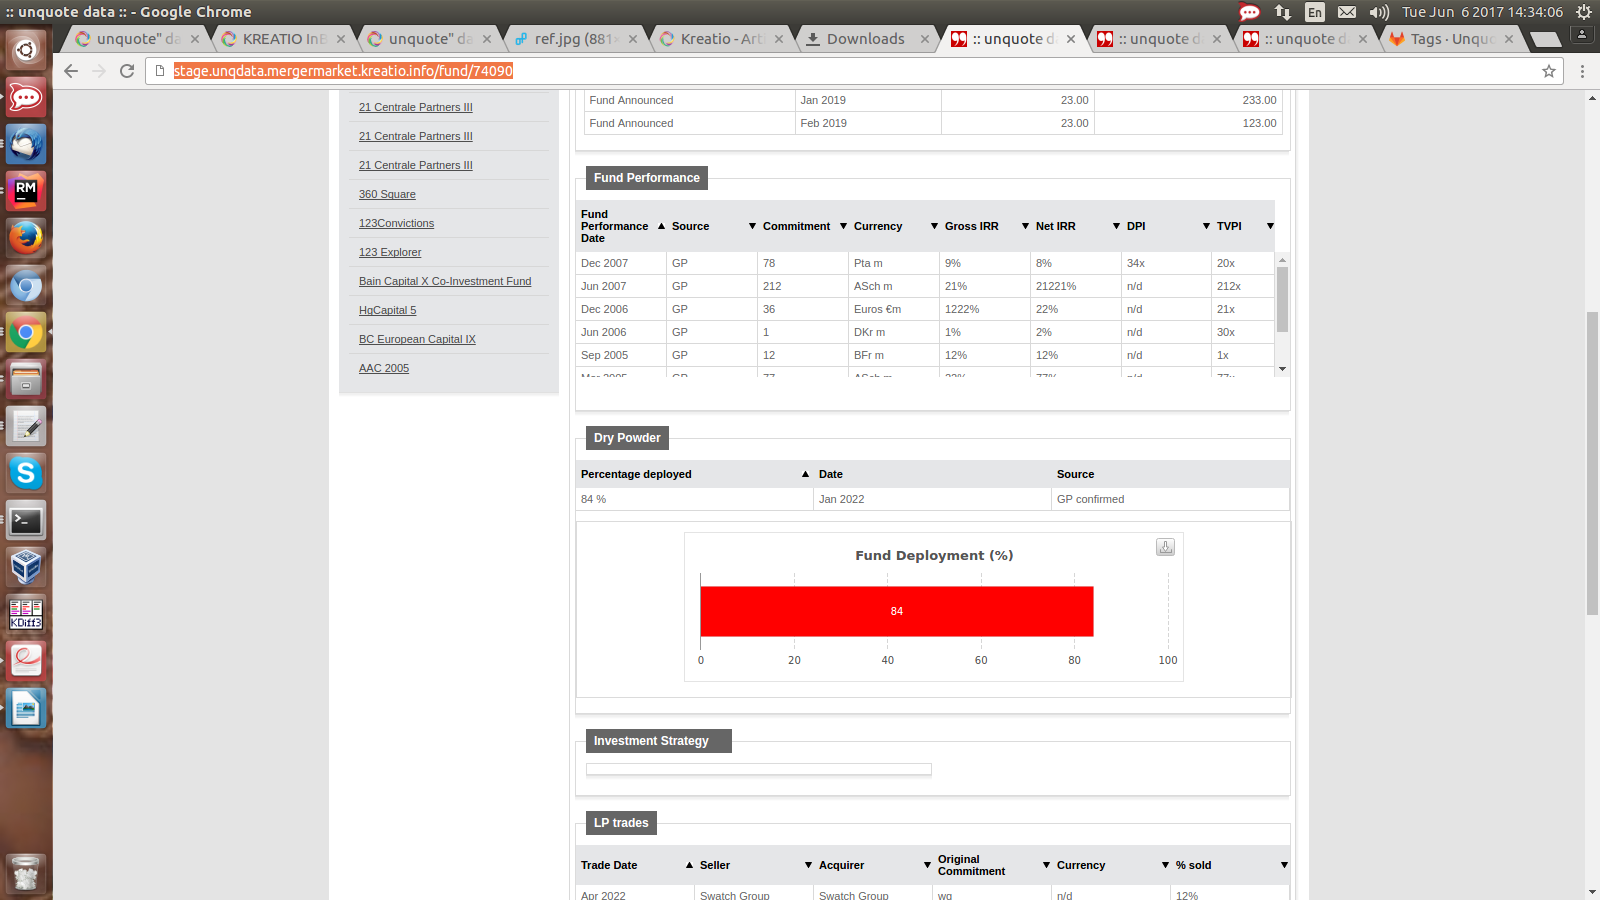 :: unquote data :: - Google Chrome
En Tue Jun 6 2017 14:34:06
unquote" da × KREATIO InB × unquote" da × ref.jpg (881× × Kreatio - Art × Downloads × :: unquote d × :: unquote d × :: unquote d × Tags · Unquo ×
stage.unqdata.mergermarket.kreatio.info/fund/74090
21 Centrale Partners III
21 Centrale Partners III
21 Centrale Partners III
360 Square
123Convictions
123 Explorer
Bain Capital X Co-Investment Fund
HgCapital 5
BC European Capital IX
AAC 2005
Fund Announced Jan 2019 23.00 233.00
Fund Announced Feb 2019 23.00 123.00
Fund Performance
Fund Performance Date Source Commitment Currency Gross IRR Net IRR DPI TVPI
Dec 2007 GP 78 Pta m 9% 8% 34x 20x
Jun 2007 GP 212 ASch m 21% 21221% n/d 212x
Dec 2006 GP 36 Euros €m 1222% 22% n/d 21x
Jun 2006 GP 1 DKr m 1% 2% n/d 30x
Sep 2005 GP 12 BFr m 12% 12% n/d 1x
Dry Powder
Percentage deployed Date Source
84 % Jan 2022 GP confirmed
Fund Deployment (%)
84
0 20 40 60 80 100
Investment Strategy
LP trades
Trade Date Seller Acquirer Original Commitment Currency % sold
Apr 2022 Swatch Group Swatch Group wq n/d 12%
RM
S
KDiff3